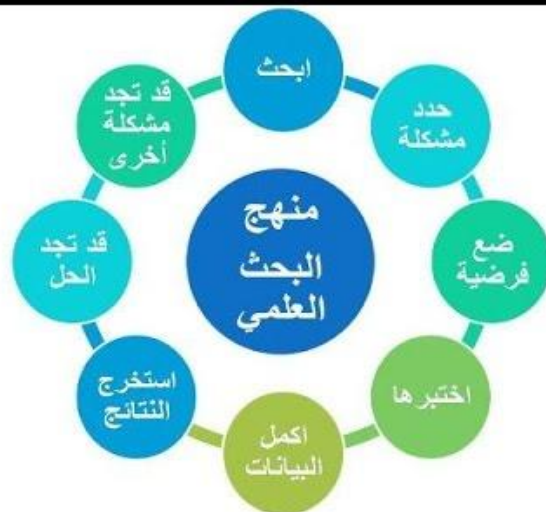 منهج
البحث
العلمي
ابحث
حدد
مشكلة
ضع
فرضية
اختبرها
أكمل
البيانات
استخرج
النتائج
قد تجد
الحل
قد تجد
مشكلة
أخرى